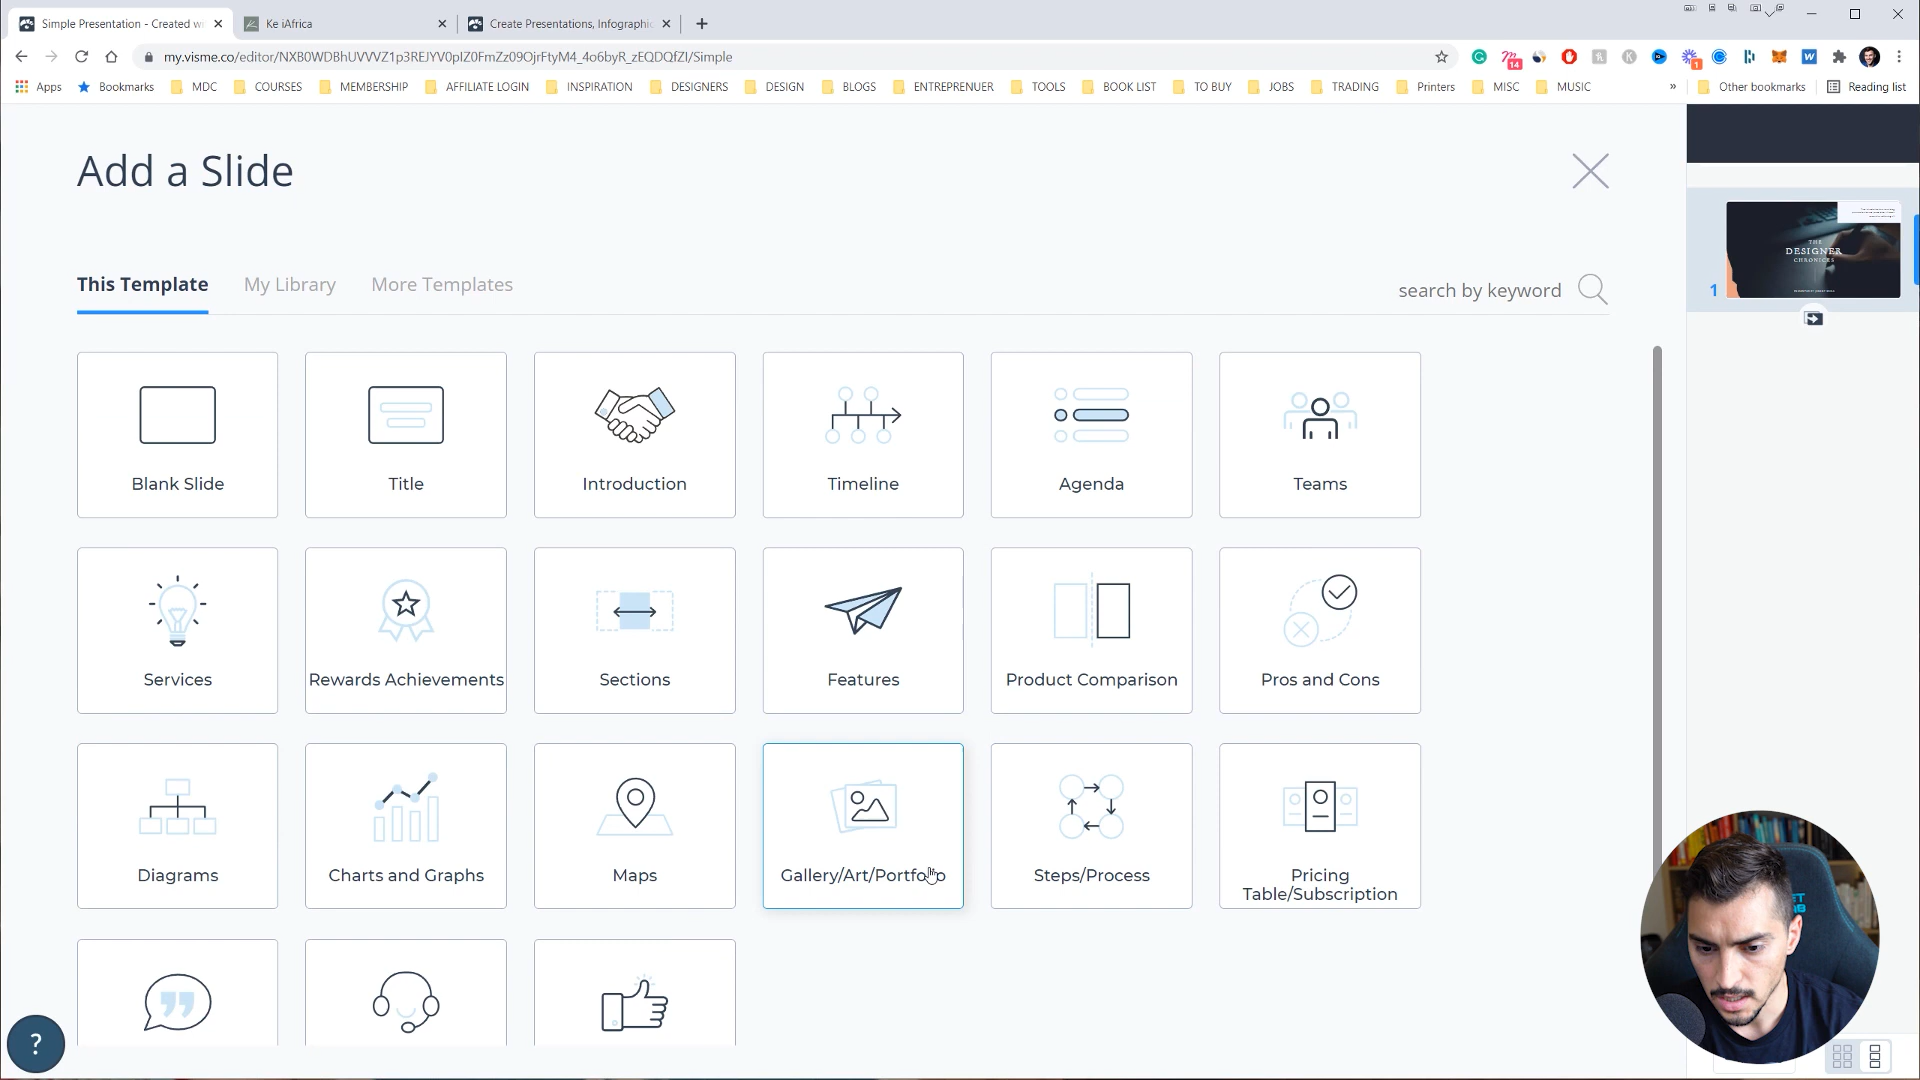 Simple Presentation - Created wi
Ke iAfrica
Create Presentations, Infographic
my.visme.co/editor/NXB0WDBhUVVVZ1p3REJYV0pIZ0FmZz09OjrFtyM4_4o6byR_zEQDQfZI/Simple
14
1
Apps
Bookmarks
MDC
COURSES
MEMBERSHIP
AFFILIATE LOGIN
INSPIRATION
DESIGNERS
DESIGN
BLOGS
ENTREPRENUER
TOOLS
BOOK LIST
TO BUY
JOBS
TRADING
Printers
MISC
MUSIC
»
Other bookmarks
Reading list
Add a Slide
This Template
My Library
More Templates
search by keyword
THE
DESIGNER
CHRONICLES
1
Blank Slide
Title
Introduction
Timeline
Agenda
Teams
Services
Rewards Achievements
Sections
Features
Product Comparison
Pros and Cons
Diagrams
Charts and Graphs
Maps
Gallery/Art/Portfolio
Steps/Process
Pricing
Table/Subscription
?